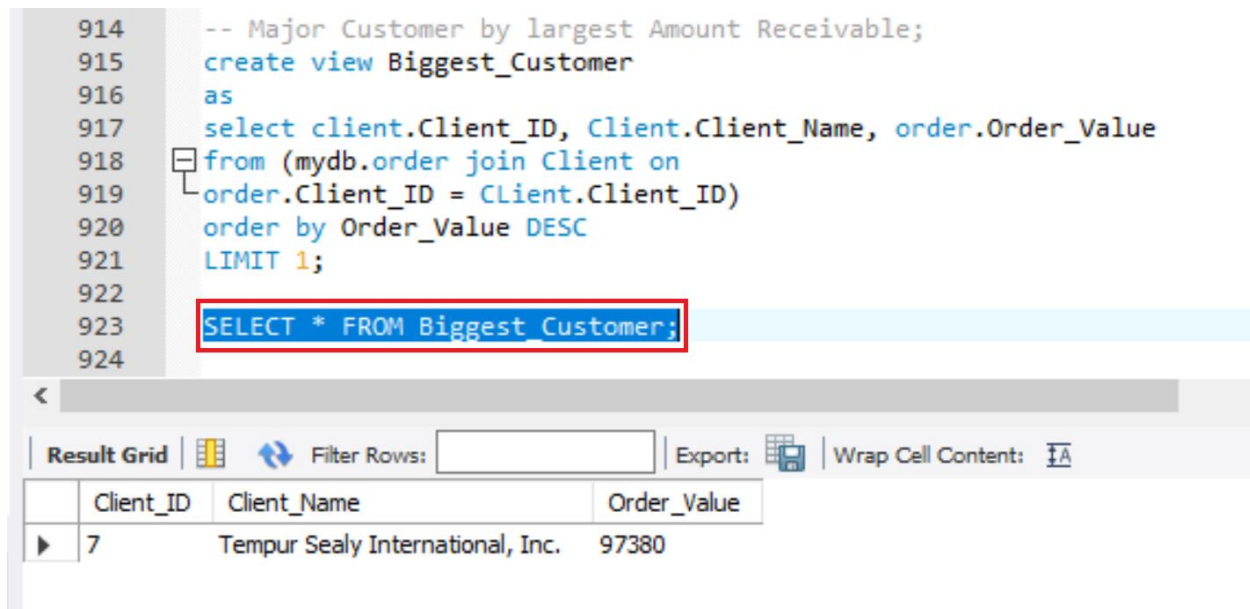 914 -- Major Customer by largest Amount Receivable;
915 create view Biggest_Customer
916 as
917 select client.Client_ID, Client.Client_Name, order.Order_Value
918 from (mydb.order join Client on
919 order.Client_ID = CLient.Client_ID)
920 order by Order_Value DESC
921 LIMIT 1;
922
923 SELECT * FROM Biggest_Customer;
924
Result Grid Filter Rows: Export: Wrap Cell Content: IA
Client_ID Client_Name Order_Value
7 Tempur Sealy International, Inc. 97380